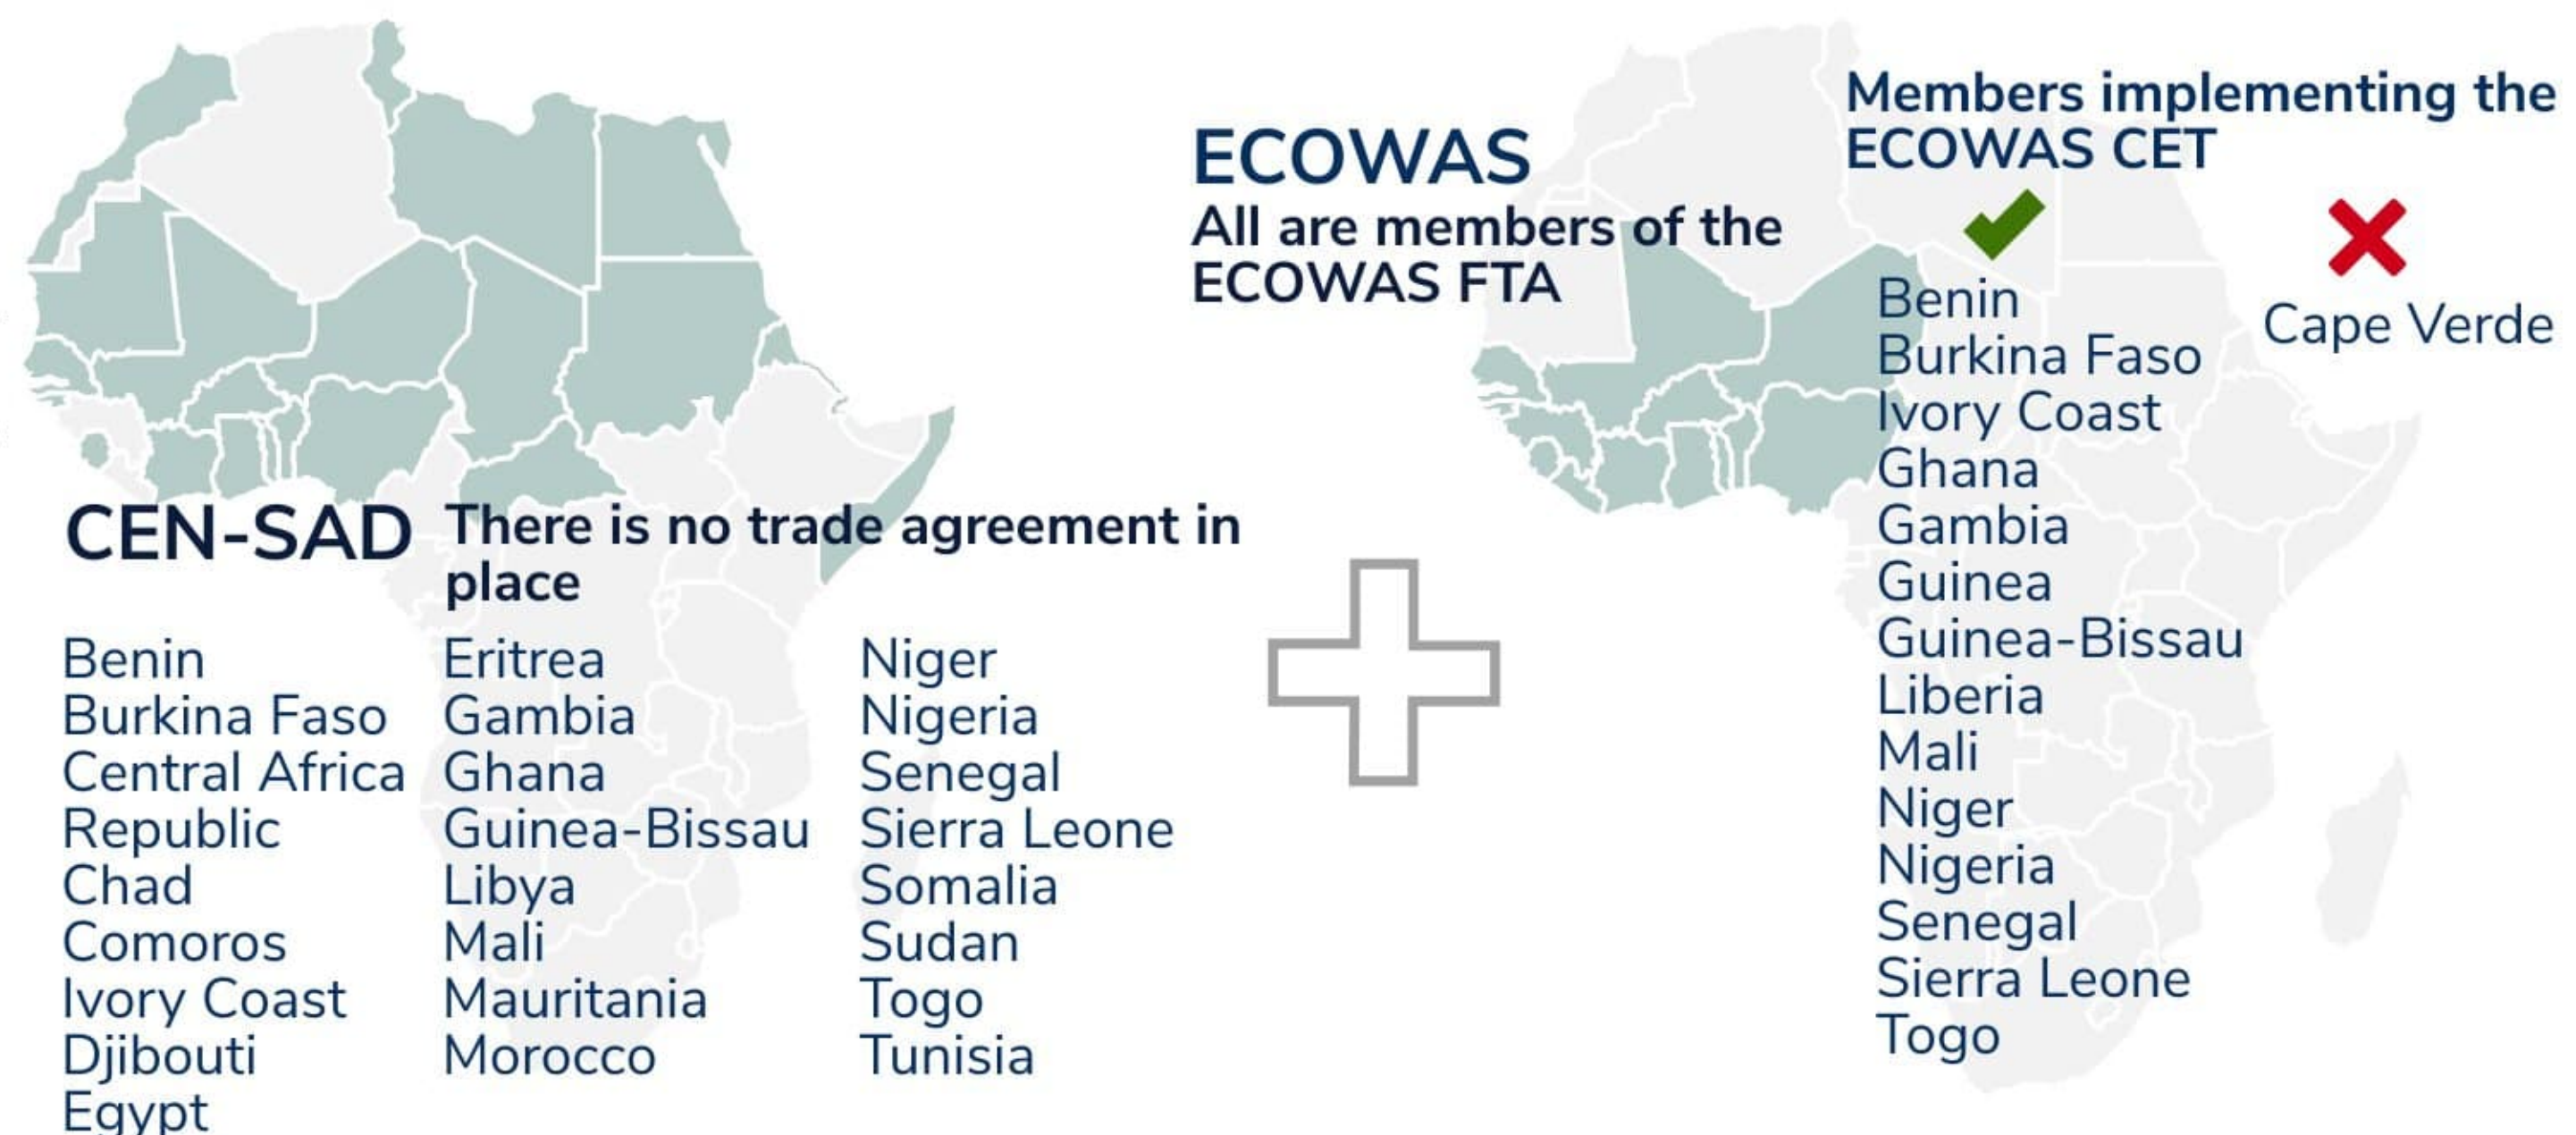 CEN-SAD
There is no trade agreement in
place
Benin
Burkina Faso
Central Africa
Republic
Chad
Comoros
Ivory Coast
Djibouti
Egypt
Eritrea
Gambia
Ghana
Guinea-Bissau
Libya
Mali
Mauritania
Morocco
Niger
Nigeria
Senegal
Sierra Leone
Somalia
Sudan
Togo
Tunisia
ECOWAS
All are members of the
ECOWAS FTA
Members implementing the
ECOWAS CET
Benin
Burkina Faso
Ivory Coast
Ghana
Gambia
Guinea
Guinea-Bissau
Liberia
Mali
Niger
Nigeria
Senegal
Sierra Leone
Togo
Cape Verde